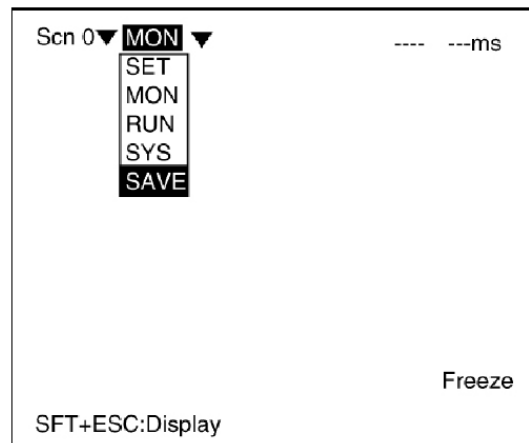 Scn 0▼ MON ▼ ---- ---ms
SET
MON
RUN
SYS
SAVE
Freeze
SFT+ESC:Display